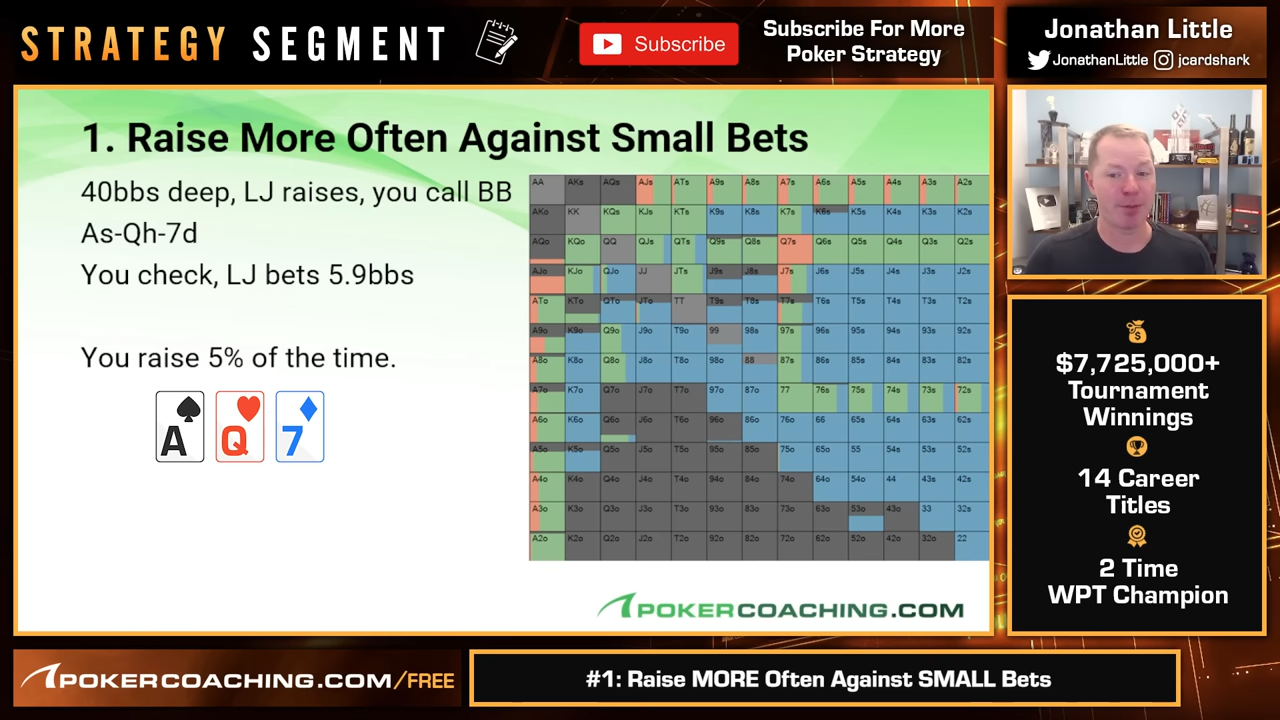 STRATEGY SEGMENT
Subscribe
Subscribe For More
Poker Strategy
Jonathan Little
JonathanLittle jcardshark
1. Raise More Often Against Small Bets
40bbs deep, LJ raises, you call BB
As-Qh-7d
You check, LJ bets 5.9bbs
You raise 5% of the time.
A Q 7
AA AKs AQs AJs ATs A9s A8s A7s A6s A5s A4s A3s A2s
AKo KK KQs KJs KTs K9s K8s K7s K6s K5s K4s K3s K2s
AQo KQo QQ QJs QTs Q9s Q8s Q7s Q6s Q5s Q4s Q3s Q2s
AJo KJo QJo JJ JTs J9s J8s J7s J6s J5s J4s J3s J2s
ATo KTo QTo JTo TT T9s T8s T7s T6s T5s T4s T3s T2s
A9o K9o Q9o J9o T9o 99 98s 97s 96s 95s 94s 93s 92s
A8o K8o Q8o J8o T8o 98o 88 87s 86s 85s 84s 83s 82s
A7o K7o Q7o J7o T7o 97o 87o 77 76s 75s 74s 73s 72s
A6o K6o Q6o J6o T6o 96o 86o 76o 66 65s 64s 63s 62s
A5o K5o Q5o J5o T5o 95o 85o 75o 65o 55 54s 53s 52s
A4o K4o Q4o J4o T4o 94o 84o 74o 64o 54o 44 43s 42s
A3o K3o Q3o J3o T3o 93o 83o 73o 63o 53o 43o 33 32s
A2o K2o Q2o J2o T2o 92o 82o 72o 62o 52o 42o 32o 22
POKERCOACHING.COM
$7,725,000+
Tournament
Winnings
14 Career
Titles
2 Time
WPT Champion
POKERCOACHING.COM/FREE
#1: Raise MORE Often Against SMALL Bets